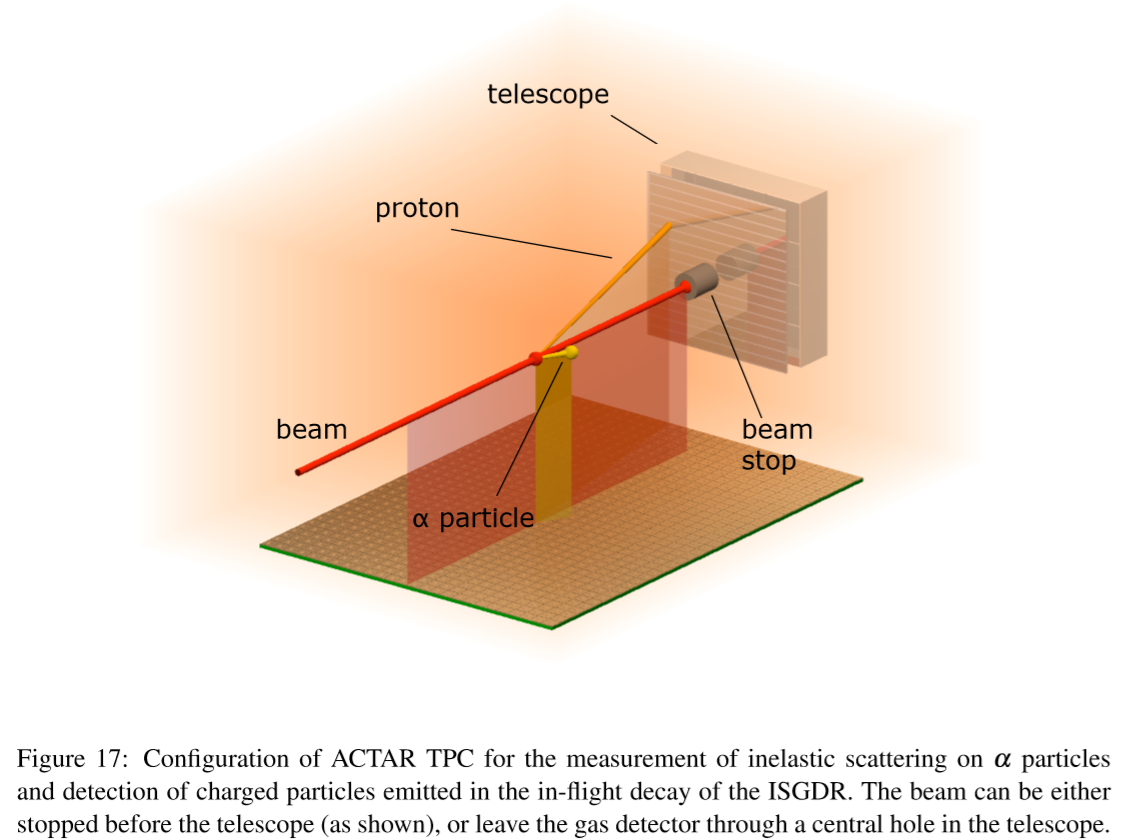 telescope
proton
beam
beam
stop
α particle
Figure 17: Configuration of ACTAR TPC for the measurement of inelastic scattering on α particles
and detection of charged particles emitted in the in-flight decay of the ISGDR. The beam can be either
stopped before the telescope (as shown), or leave the gas detector through a central hole in the telescope.